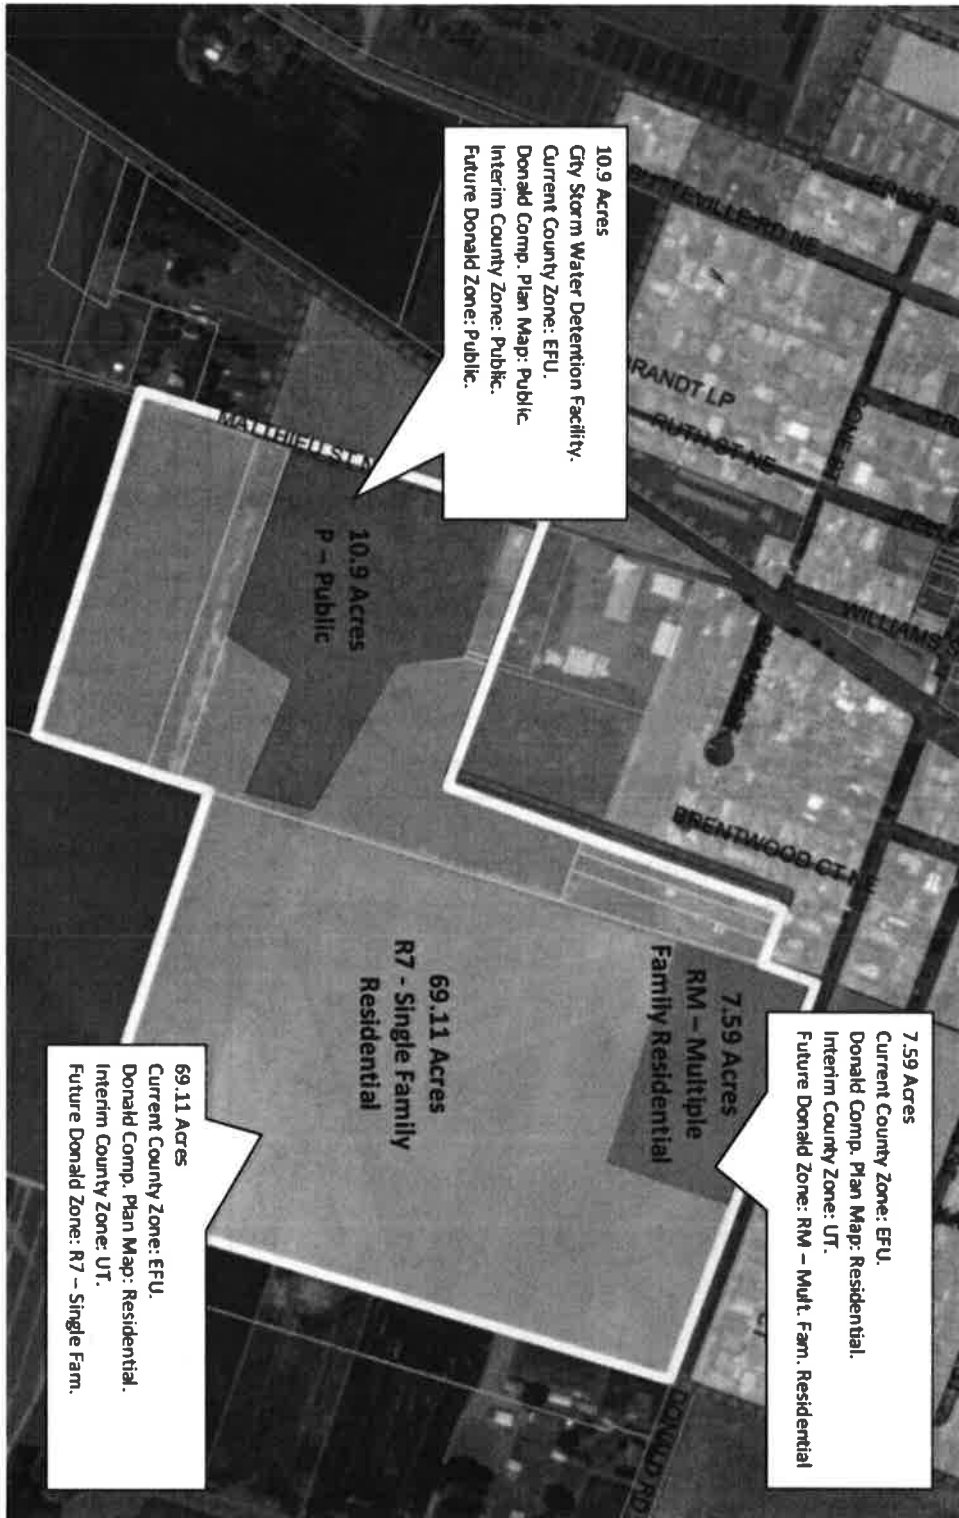 10.9 Acres
City Storm Water Detention Facility.
Current County Zone: EFU.
Donald Comp. Plan Map: Public.
Interim County Zone: Public.
Future Donald Zone: Public.
7.59 Acres
Current County Zone: EFU.
Donald Comp. Plan Map: Residential.
Interim County Zone: UT.
Future Donald Zone: RM – Mult. Fam. Residential
69.11 Acres
Current County Zone: EFU.
Donald Comp. Plan Map: Residential.
Interim County Zone: UT.
Future Donald Zone: R7 – Single Fam.
10.9 Acres
P – Public
7.59 Acres
RM – Multiple
Family Residential
69.11 Acres
R7 - Single Family
Residential
BUTTEVILLE RD NE
RUTH ST NE
BRENTWOOD CT
MATTHIEU ST N
DONALD RD